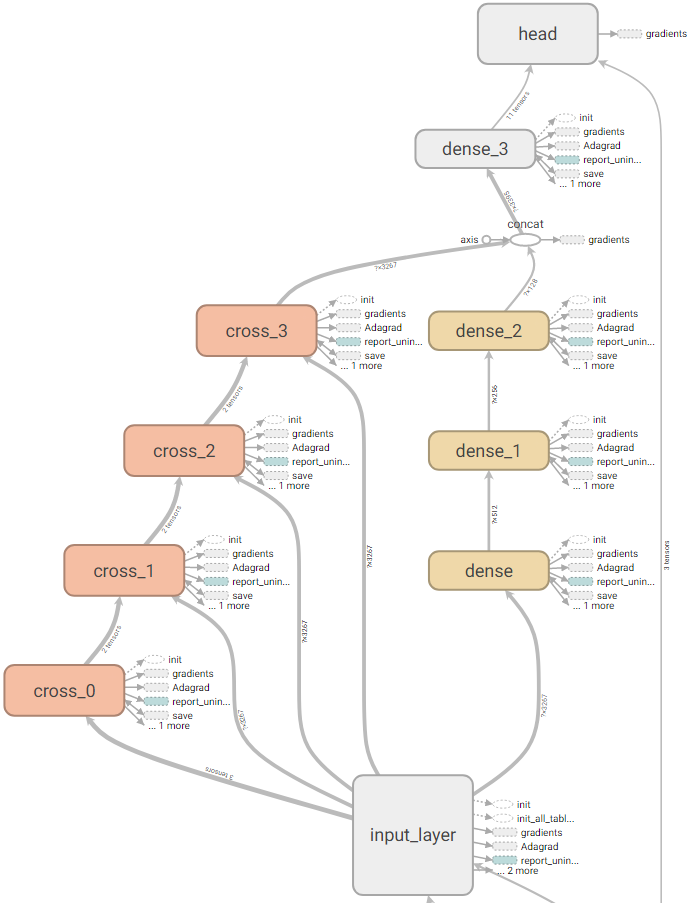 head
gradients
11 tensors
init
gradients
dense_3
Adagrad
report_unin...
save
... 1 more
?×3395
concat
axis
gradients
?×3267
?×128
init
gradients
cross_3
Adagrad
report_unin...
save
... 1 more
init
gradients
dense_2
Adagrad
report_unin...
save
... 1 more
2 tensors
?×256
init
gradients
cross_2
Adagrad
report_unin...
save
... 1 more
init
gradients
dense_1
Adagrad
report_unin...
save
... 1 more
2 tensors
?×512
init
gradients
cross_1
Adagrad
report_unin...
save
... 1 more
?×3267
init
gradients
dense
Adagrad
report_unin...
save
... 1 more
3 tensors
2 tensors
?×3267
init
gradients
cross_0
Adagrad
report_unin...
save
... 1 more
?×3267
?×3267
3 tensors
input_layer
init
init_all_tabl...
gradients
Adagrad
report_unin...
... 2 more